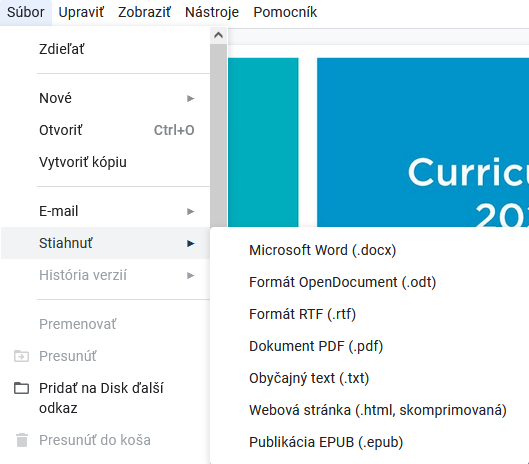 Súbor Upraviť Zobraziť Nástroje Pomocník
Zdieľať
Nové
Otvoriť Ctrl+O
Vytvoriť kópiu
E-mail
Stiahnuť
História verzií
Premenovať
Presunúť
Pridať na Disk ďalší
odkaz
Presunúť do koša
Microsoft Word (.docx)
Formát OpenDocument (.odt)
Formát RTF (.rtf)
Dokument PDF (.pdf)
Obyčajný text (.txt)
Webová stránka (.html, skomprimovaná)
Publikácia EPUB (.epub)